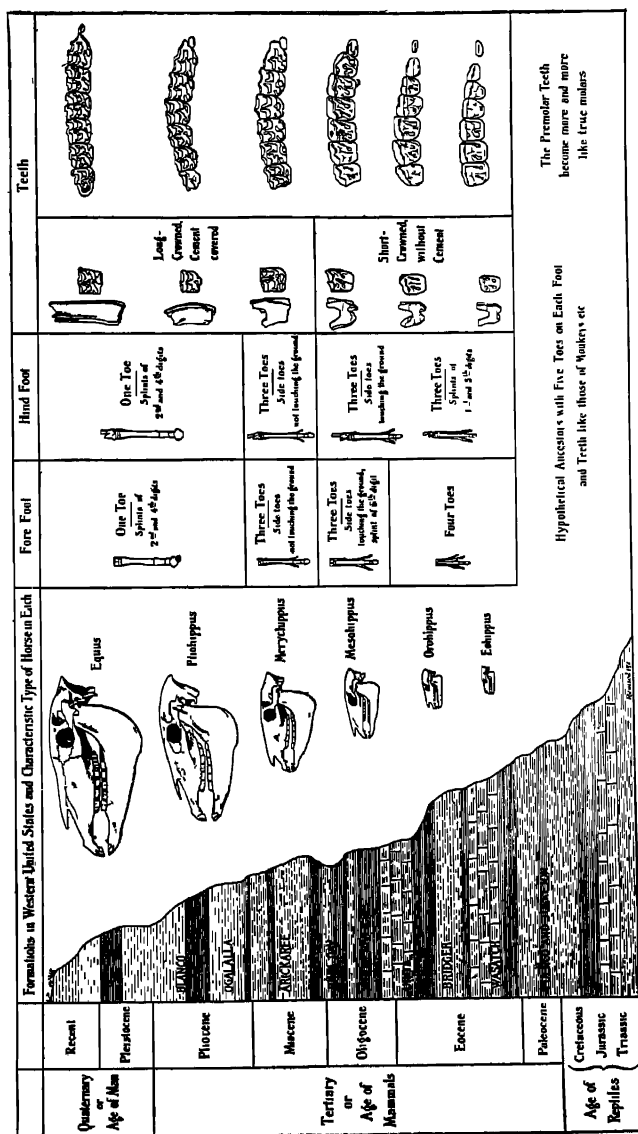 Formations in Western United States and Characteristic Type of Horse in Each
Fore Foot
Hind Foot
Teeth
Quaternary
or
Age of Man
Recent
Pleistocene
Tertiary
or
Age of
Mammals
Pliocene
Miocene
Oligocene
Eocene
Paleocene
Age of
Reptiles
Cretaceous
Jurassic
Triassic
BLANCO
OGALALLA
ARICKAREE
BRIDGER
WASATCH
Equus
Pliohippus
Merychippus
Mesohippus
Orohippus
Eohippus
One Toe
Splints of
2nd and 4th digits
Three Toes
Side toes
not touching the ground
Three Toes
Side toes
touching the ground,
splint of 5th digit
Four Toes
One Toe
Splints of
2nd and 4th digits
Three Toes
Side toes
not touching the ground
Three Toes
Side toes
touching the ground
Three Toes
Splints of
1st and 5th digits
Long-
Crowned,
Cement
covered
Short-
Crowned,
without
Cement
Hypothetical Ancestors with Five Toes on Each Foot
and Teeth like those of Monkeys etc
The Premolar Teeth
become more and more
like true molars